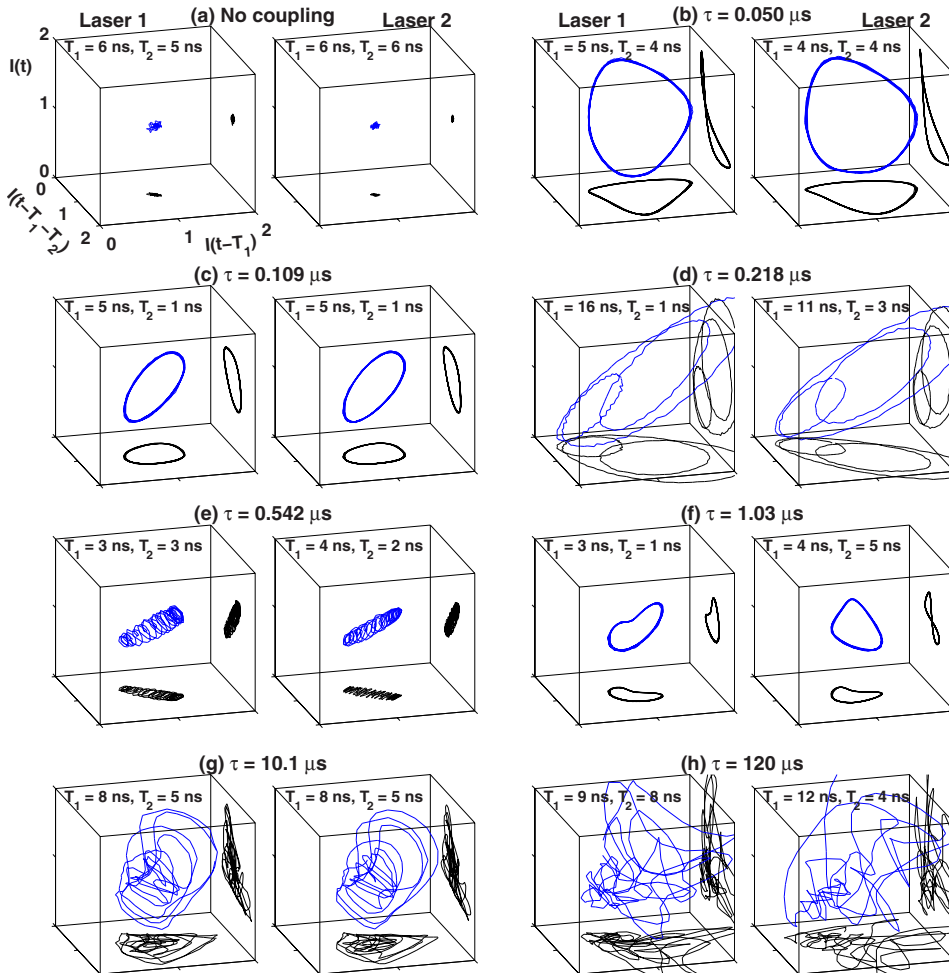 Laser 1
(a) No coupling
Laser 2
T1 = 6 ns, T2 = 5 ns
T1 = 6 ns, T2 = 6 ns
I(t)
2
1
0
0
1
2
I(t−T1−T2)
0
1
2
I(t−T1)
Laser 1
(b) τ = 0.050 μs
Laser 2
T1 = 5 ns, T2 = 4 ns
T1 = 4 ns, T2 = 4 ns
(c) τ = 0.109 μs
T1 = 5 ns, T2 = 1 ns
T1 = 5 ns, T2 = 1 ns
(d) τ = 0.218 μs
T1 = 16 ns, T2 = 1 ns
T1 = 11 ns, T2 = 3 ns
(e) τ = 0.542 μs
T1 = 3 ns, T2 = 3 ns
T1 = 4 ns, T2 = 2 ns
(f) τ = 1.03 μs
T1 = 3 ns, T2 = 1 ns
T1 = 4 ns, T2 = 5 ns
(g) τ = 10.1 μs
T1 = 8 ns, T2 = 5 ns
T1 = 8 ns, T2 = 5 ns
(h) τ = 120 μs
T1 = 9 ns, T2 = 8 ns
T1 = 12 ns, T2 = 4 ns